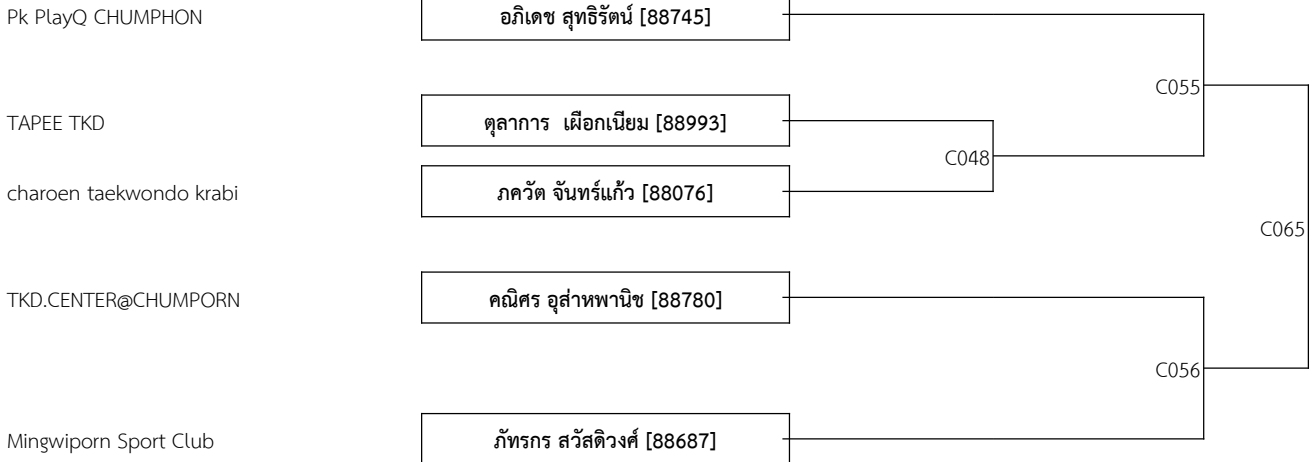 Pk PlayQ CHUMPHON อภิเดช สุทธิรัตน์ [88745]
C055
TAPEE TKD ตุลาการ เผือกเนียม [88993]
C048
charoen taekwondo krabi ภควัต จันทร์แก้ว [88076]
C065
TKD.CENTER@CHUMPORN คณิศร อุส่าหพานิช [88780]
C056
Mingwiporn Sport Club ภัทรกร สวัสดิวงศ์ [88687]